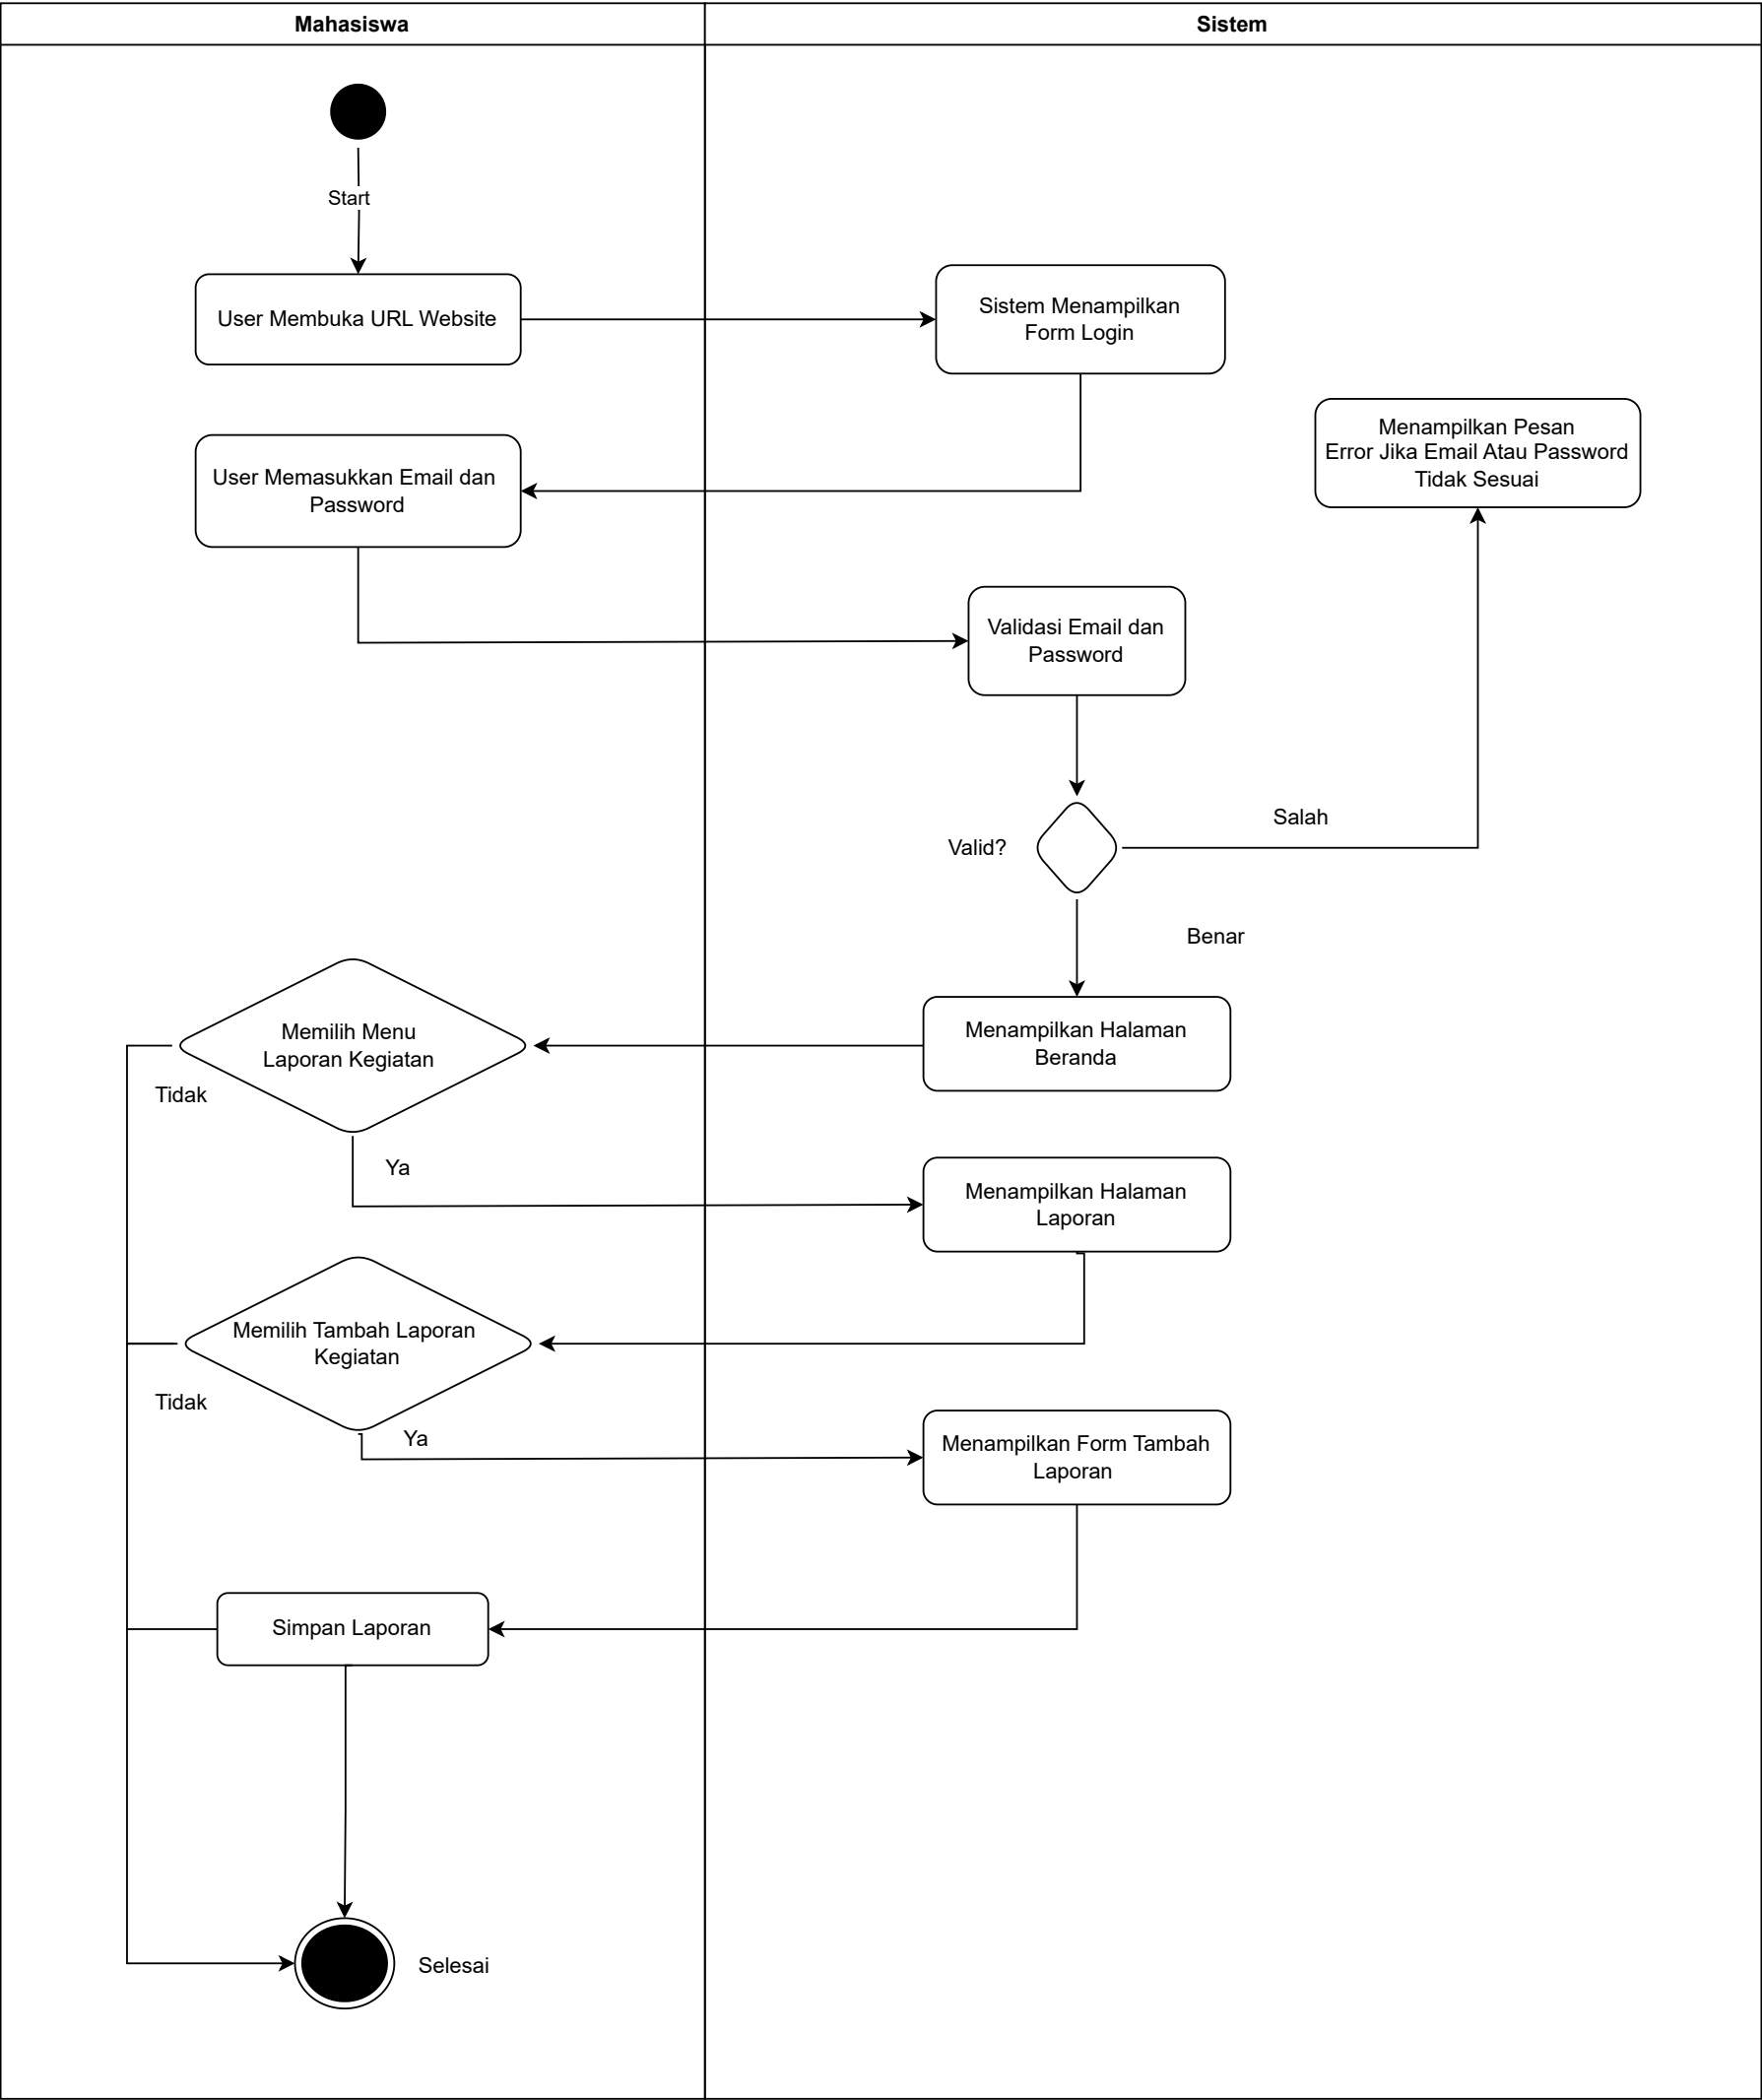 Mahasiswa
Sistem
Start
User Membuka URL Website
Sistem Menampilkan
Form Login
Menampilkan Pesan
Error Jika Email Atau Password
Tidak Sesuai
User Memasukkan Email dan
Password
Validasi Email dan
Password
Salah
Valid?
Benar
Memilih Menu
Laporan Kegiatan
Menampilkan Halaman
Beranda
Tidak
Ya
Menampilkan Halaman
Laporan
Memilih Tambah Laporan
Kegiatan
Tidak
Ya
Menampilkan Form Tambah
Laporan
Simpan Laporan
Selesai